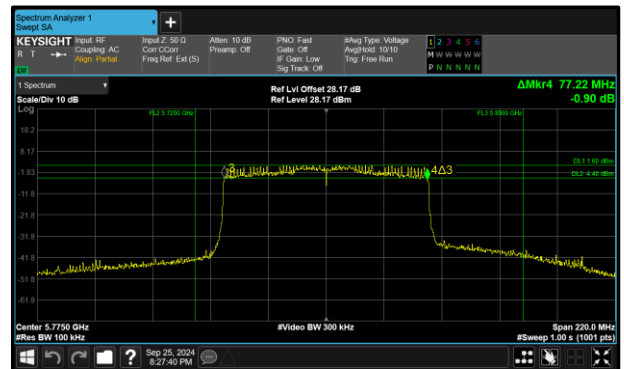 Spectrum Analyzer 1
Swept SA
KEYSIGHT
R T
LNI
Input: RF
Coupling: AC
Align: Partial
Input Z: 50 Ω
Corr CCorr
Freq Ref: Ext (S)
Atten: 10 dB
Preamp: Off
PNO: Fast
Gate: Off
IF Gain: Low
Sig Track: Off
#Avg Type: Voltage
Avg|Hold: 10/10
Trig: Free Run
1 2 3 4 5 6
M W W W W W
P N N N N N
1 Spectrum
Scale/Div 10 dB
Log
Ref Lvl Offset 28.17 dB
Ref Level 28.17 dBm
ΔMkr4 77.22 MHz
-0.90 dB
FL2 5.7250 GHz
FL3 5.8500 GHz
18.2
8.17
-1.83
-11.8
-21.8
-31.8
-41.8
-51.8
-61.8
3
4Δ3
DL1 1.60 dBm
DL2 -4.40 dBm
Center 5.7750 GHz
#Res BW 100 kHz
#Video BW 300 kHz
Span 220.0 MHz
#Sweep 1.00 s (1001 pts)
?
Sep 25, 2024
8:27:40 PM